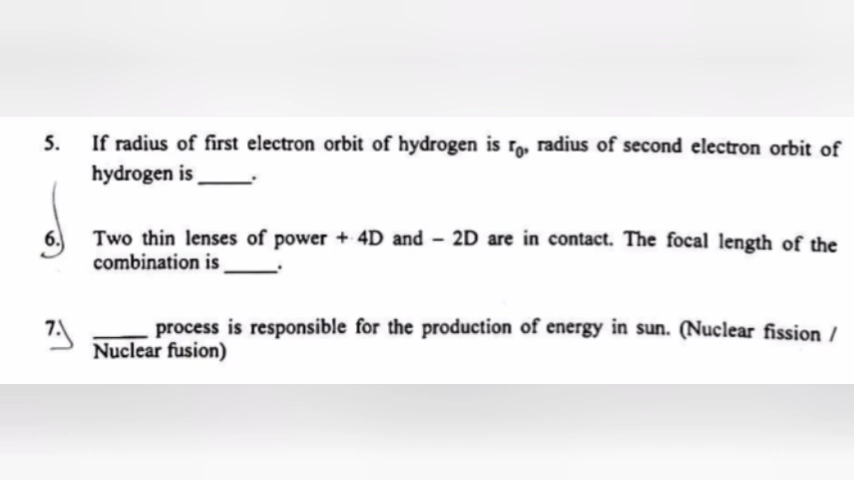 5. If radius of first electron orbit of hydrogen is r₀, radius of second electron orbit of
hydrogen is _____.
6. Two thin lenses of power + 4D and – 2D are in contact. The focal length of the
combination is _____.
7. _____ process is responsible for the production of energy in sun. (Nuclear fission /
Nuclear fusion)